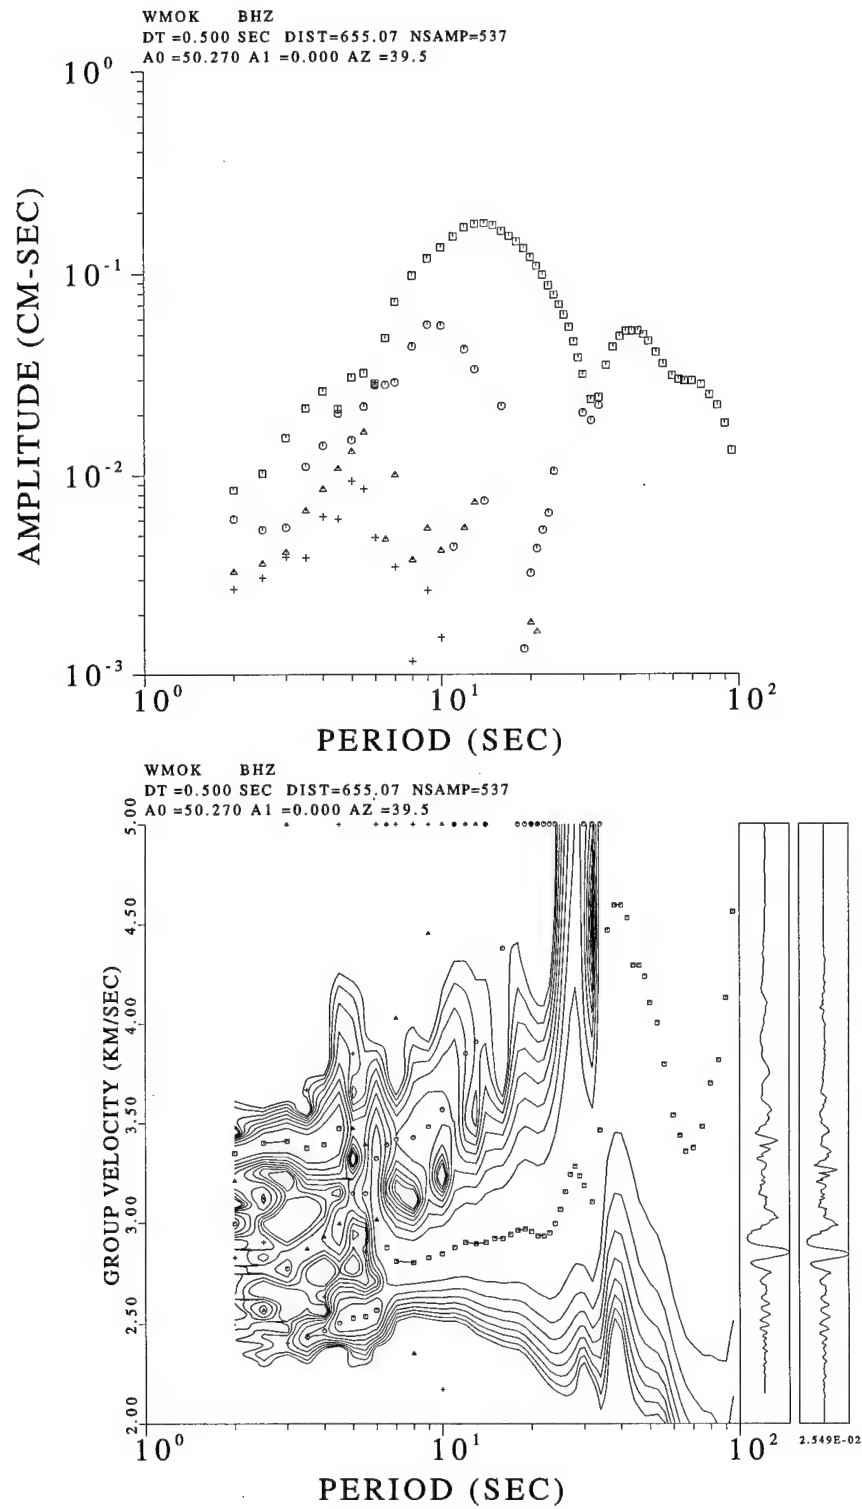 WMOK BHZ
DT =0.500 SEC DIST=655.07 NSAMP=537
A0 =50.270 A1 =0.000 AZ =39.5
10^0
10^-1
10^-2
10^-3
AMPLITUDE (CM-SEC)
10^0 10^1 10^2
PERIOD (SEC)
WMOK BHZ
DT =0.500 SEC DIST=655.07 NSAMP=537
A0 =50.270 A1 =0.000 AZ =39.5
5.00
4.50
4.00
3.50
3.00
2.50
2.00
GROUP VELOCITY (KM/SEC)
10^0 10^1 10^2
2.549E-02
PERIOD (SEC)